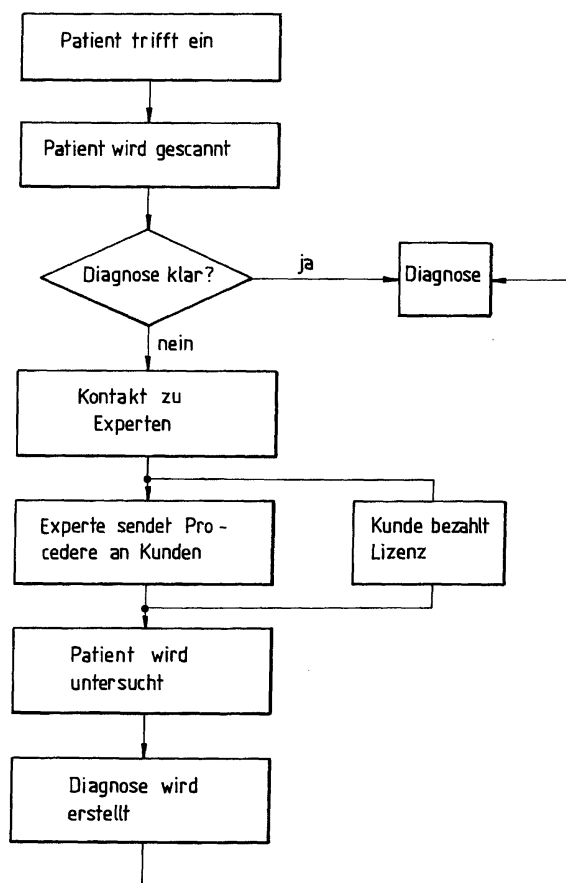 Patient trifft ein
Patient wird gescannt
Diagnose klar?
ja
Diagnose
nein
Kontakt zu
Experten
Experte sendet Pro-
cedere an Kunden
Kunde bezahlt
Lizenz
Patient wird
untersucht
Diagnose wird
erstellt